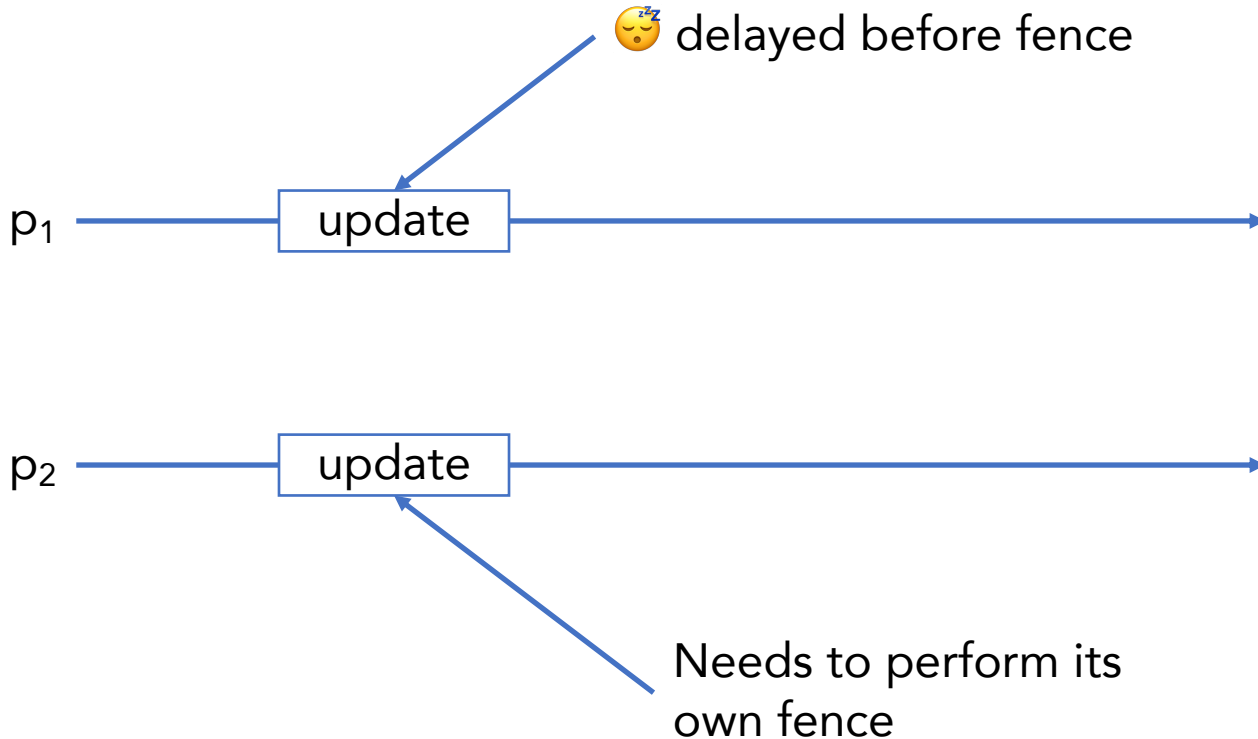 😴 delayed before fence
p₁
update
p₂
update
Needs to perform its
own fence